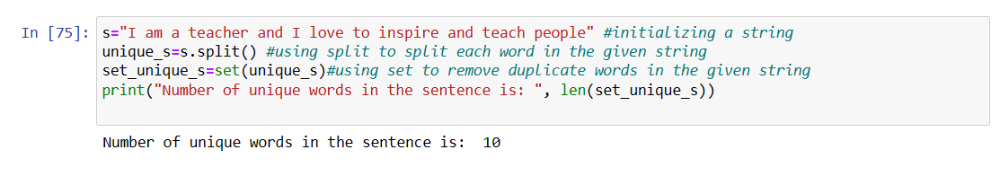 In [75]: s="I am a teacher and I love to inspire and teach people" #initializing a string
unique_s=s.split() #using split to split each word in the given string
set_unique_s=set(unique_s)#using set to remove duplicate words in the given string
print("Number of unique words in the sentence is: ", len(set_unique_s))
Number of unique words in the sentence is:  10